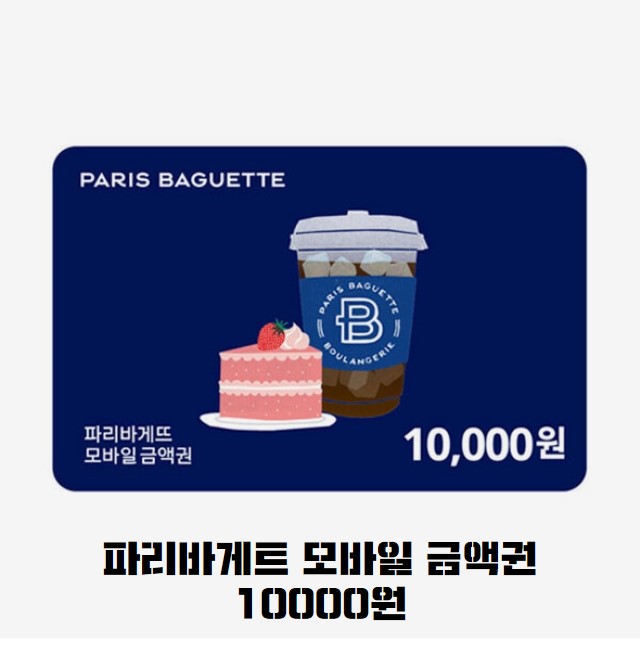 PARIS BAGUETTE
PARIS BAGUETTE
B
BOULANGERIE
파리바게뜨
모바일 금액권
10,000원
파리바게트 모바일 금액권
10000원